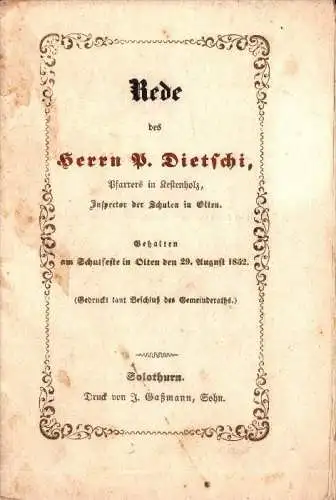 Rede
des
Herrn P. Dietschi,
Pfarrers in Kestenholz,
Inspector der Schulen in Olten.
Gehalten
am Schulfeste in Olten den 29. August 1852.
(Gedruckt laut Beschluß des Gemeinderaths.)
Solothurn.
Druck von J. Gaßmann, Sohn.